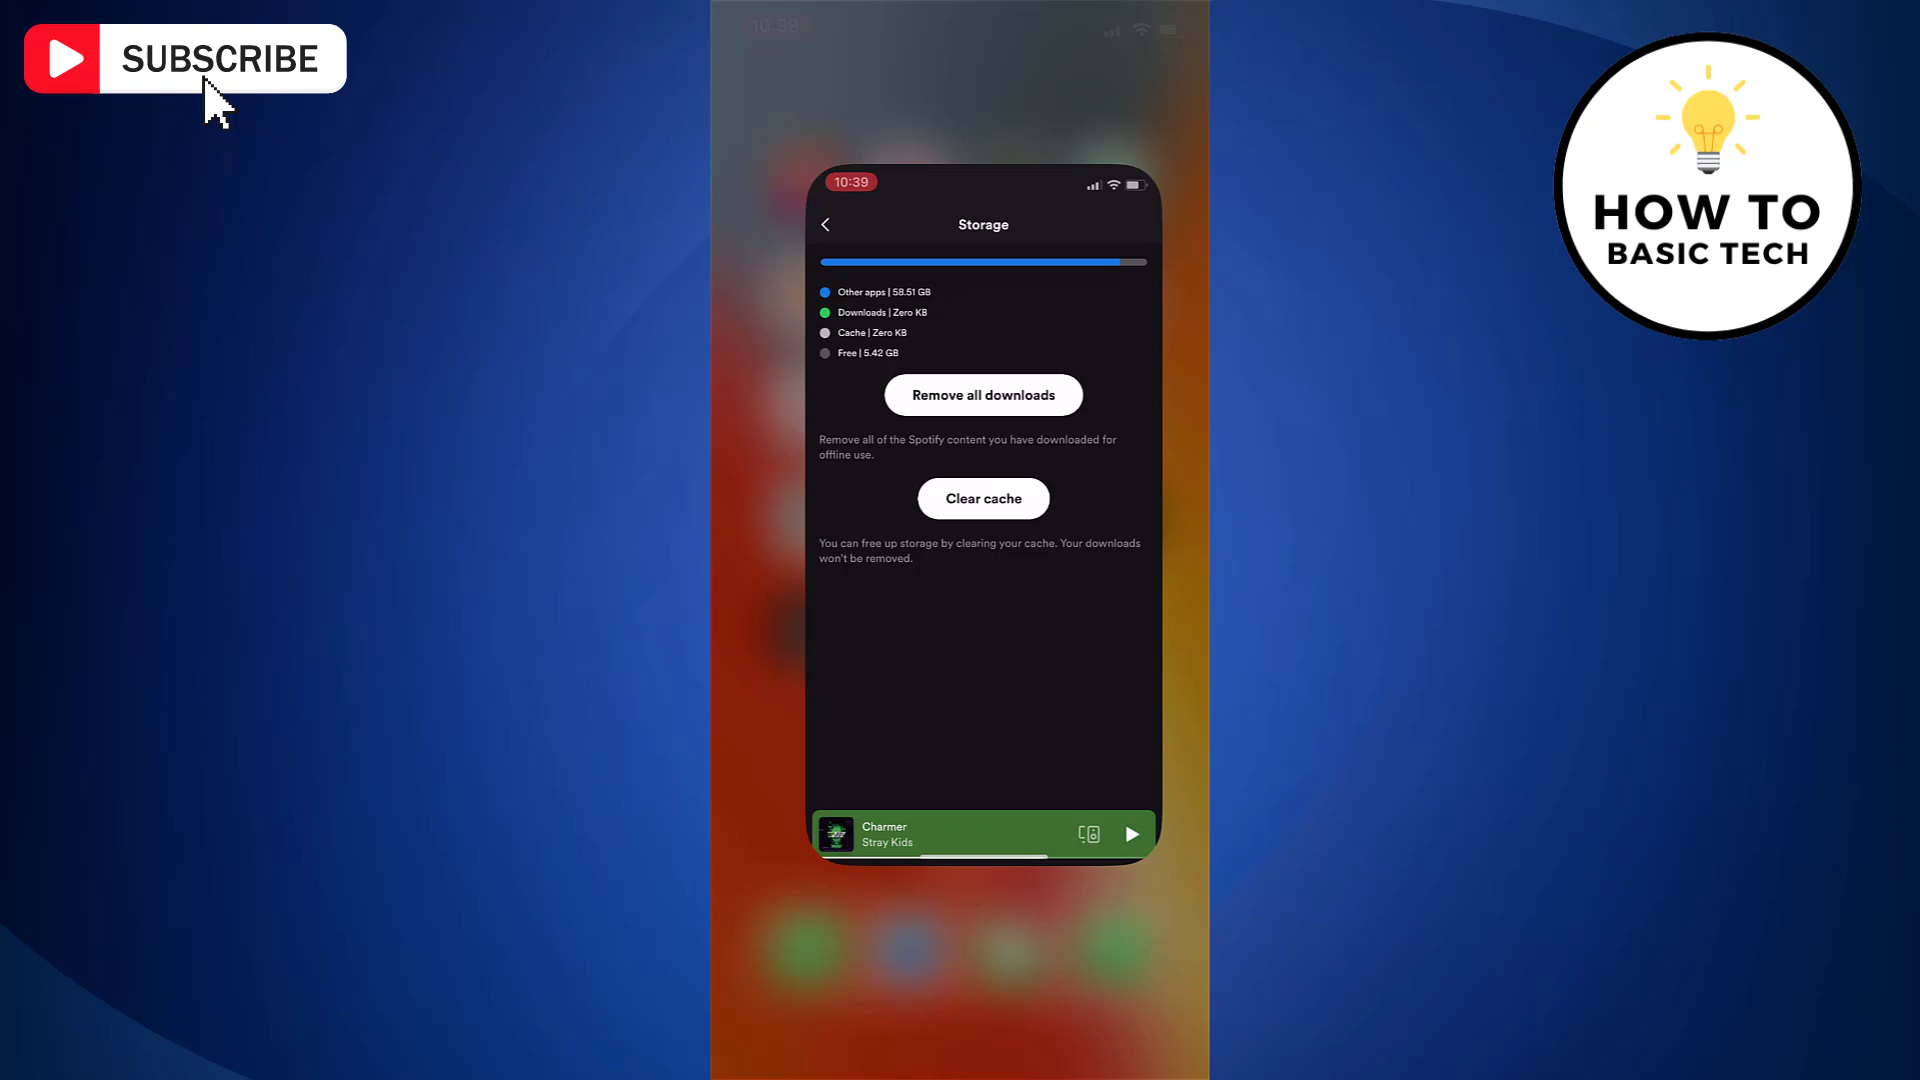 SUBSCRIBE
10:39
HOW TO
BASIC TECH
10:39
Storage
Other apps | 58.51 GB
Downloads | Zero KB
Cache | Zero KB
Free | 5.42 GB
Remove all downloads
Remove all of the Spotify content you have downloaded for
offline use.
Clear cache
You can free up storage by clearing your cache. Your downloads
won't be removed.
Charmer
Stray Kids